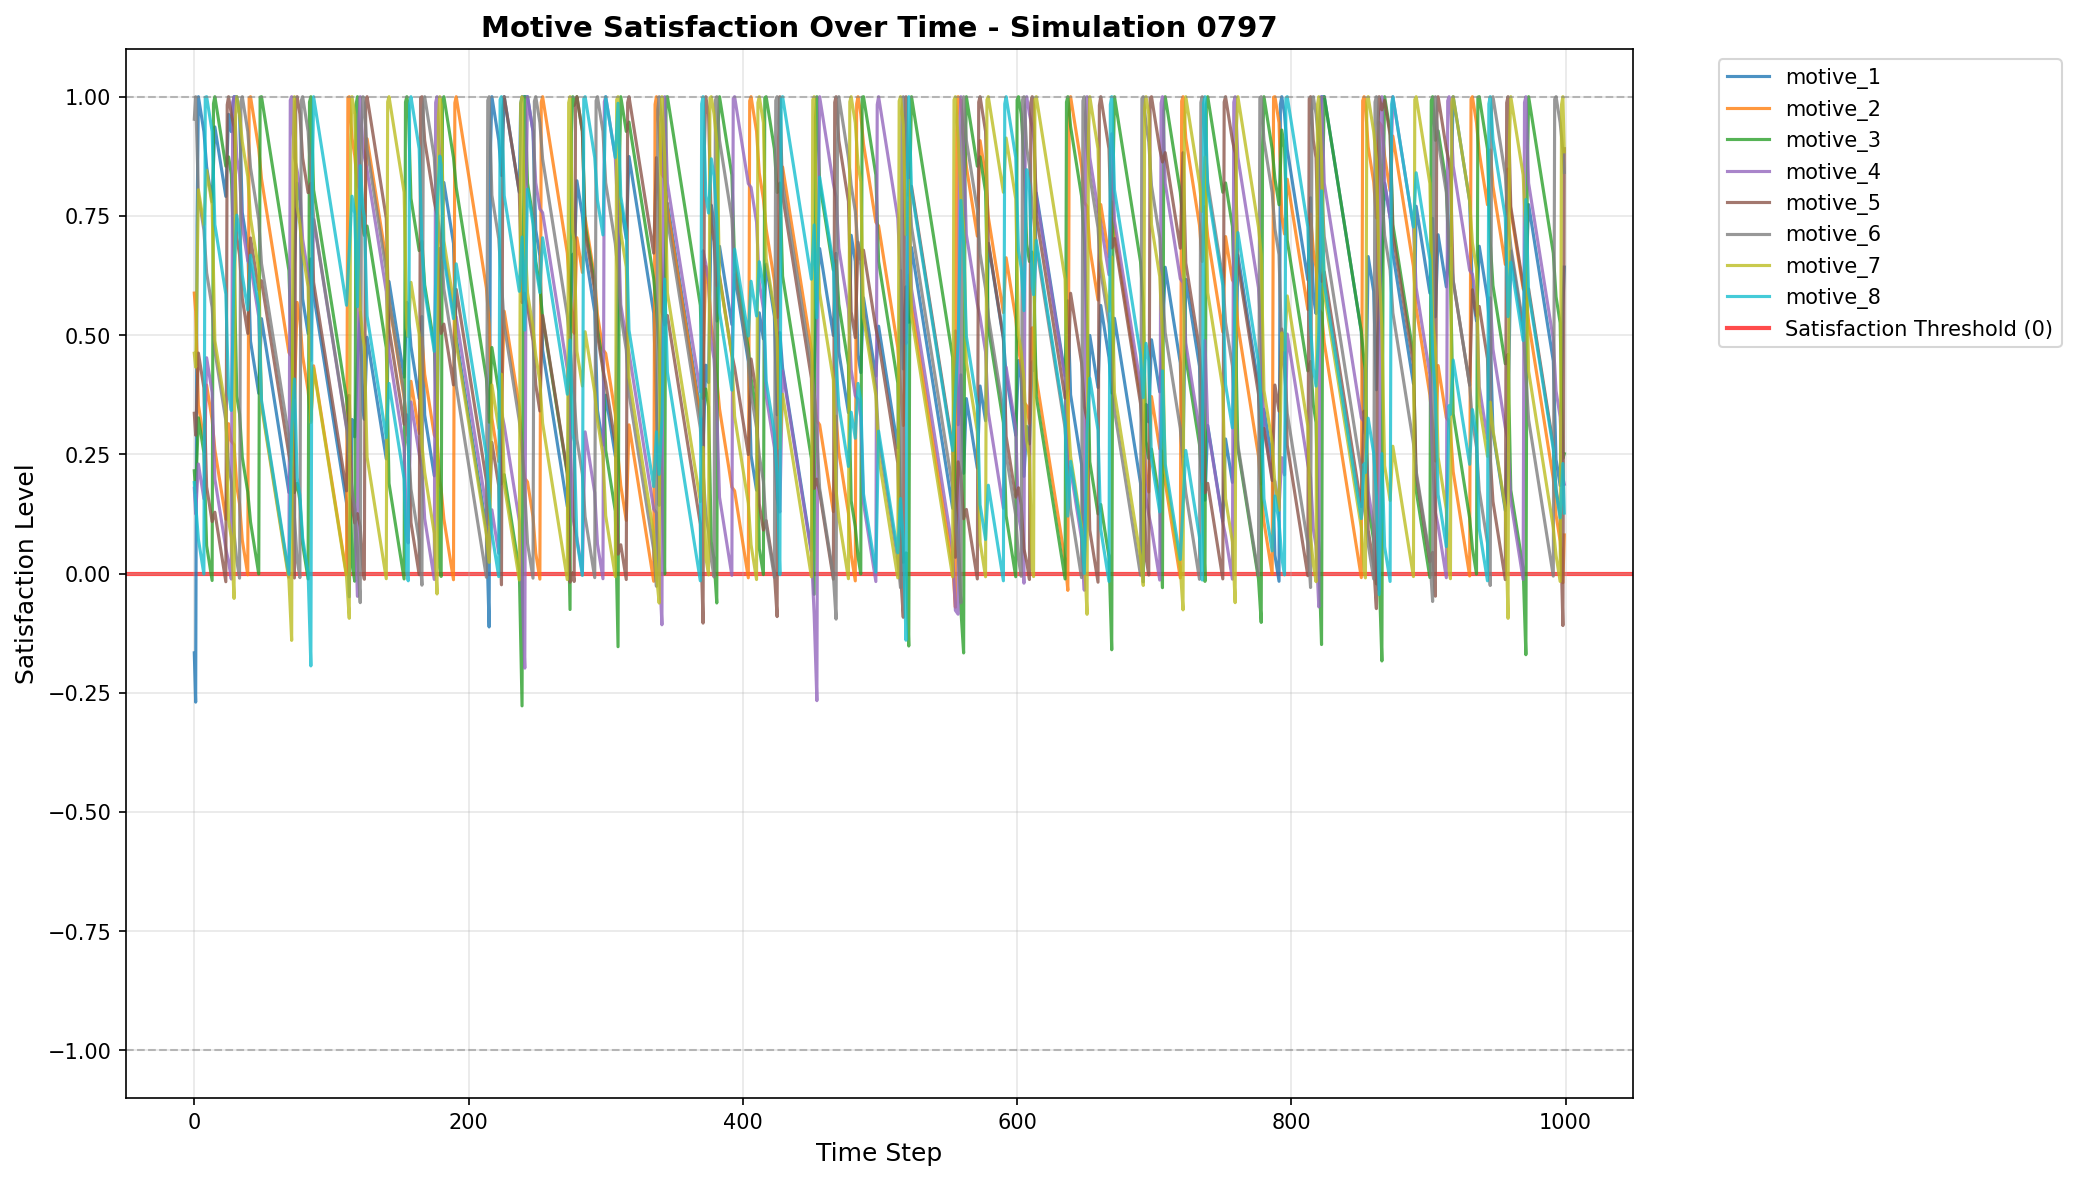 Motive Satisfaction Over Time - Simulation 0797
Satisfaction Level
1.00
0.75
0.50
0.25
0.00
−0.25
−0.50
−0.75
−1.00
0
200
400
600
800
1000
Time Step
motive_1
motive_2
motive_3
motive_4
motive_5
motive_6
motive_7
motive_8
Satisfaction Threshold (0)